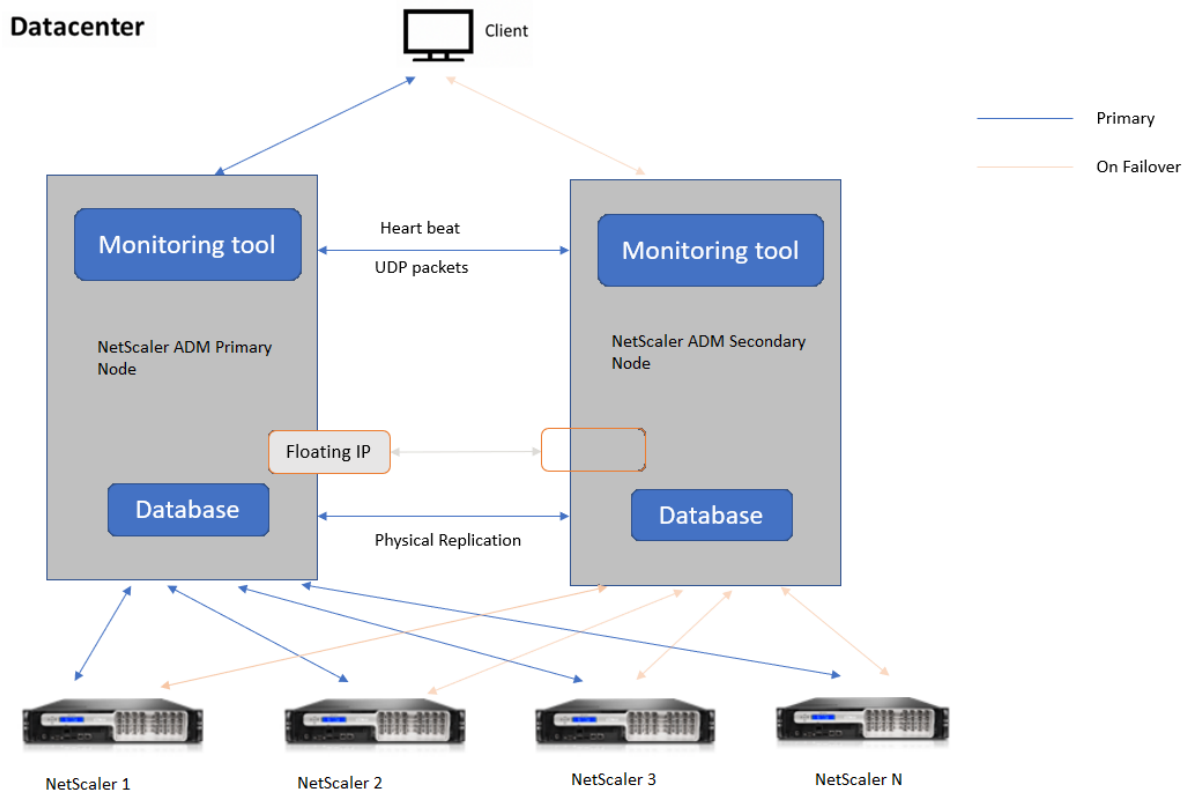 Datacenter
Client
Primary
On Failover
Monitoring tool
Heart beat
UDP packets
Monitoring tool
NetScaler ADM Primary
Node
NetScaler ADM Secondary
Node
Floating IP
Database
Physical Replication
Database
NetScaler 1
NetScaler 2
NetScaler 3
NetScaler N